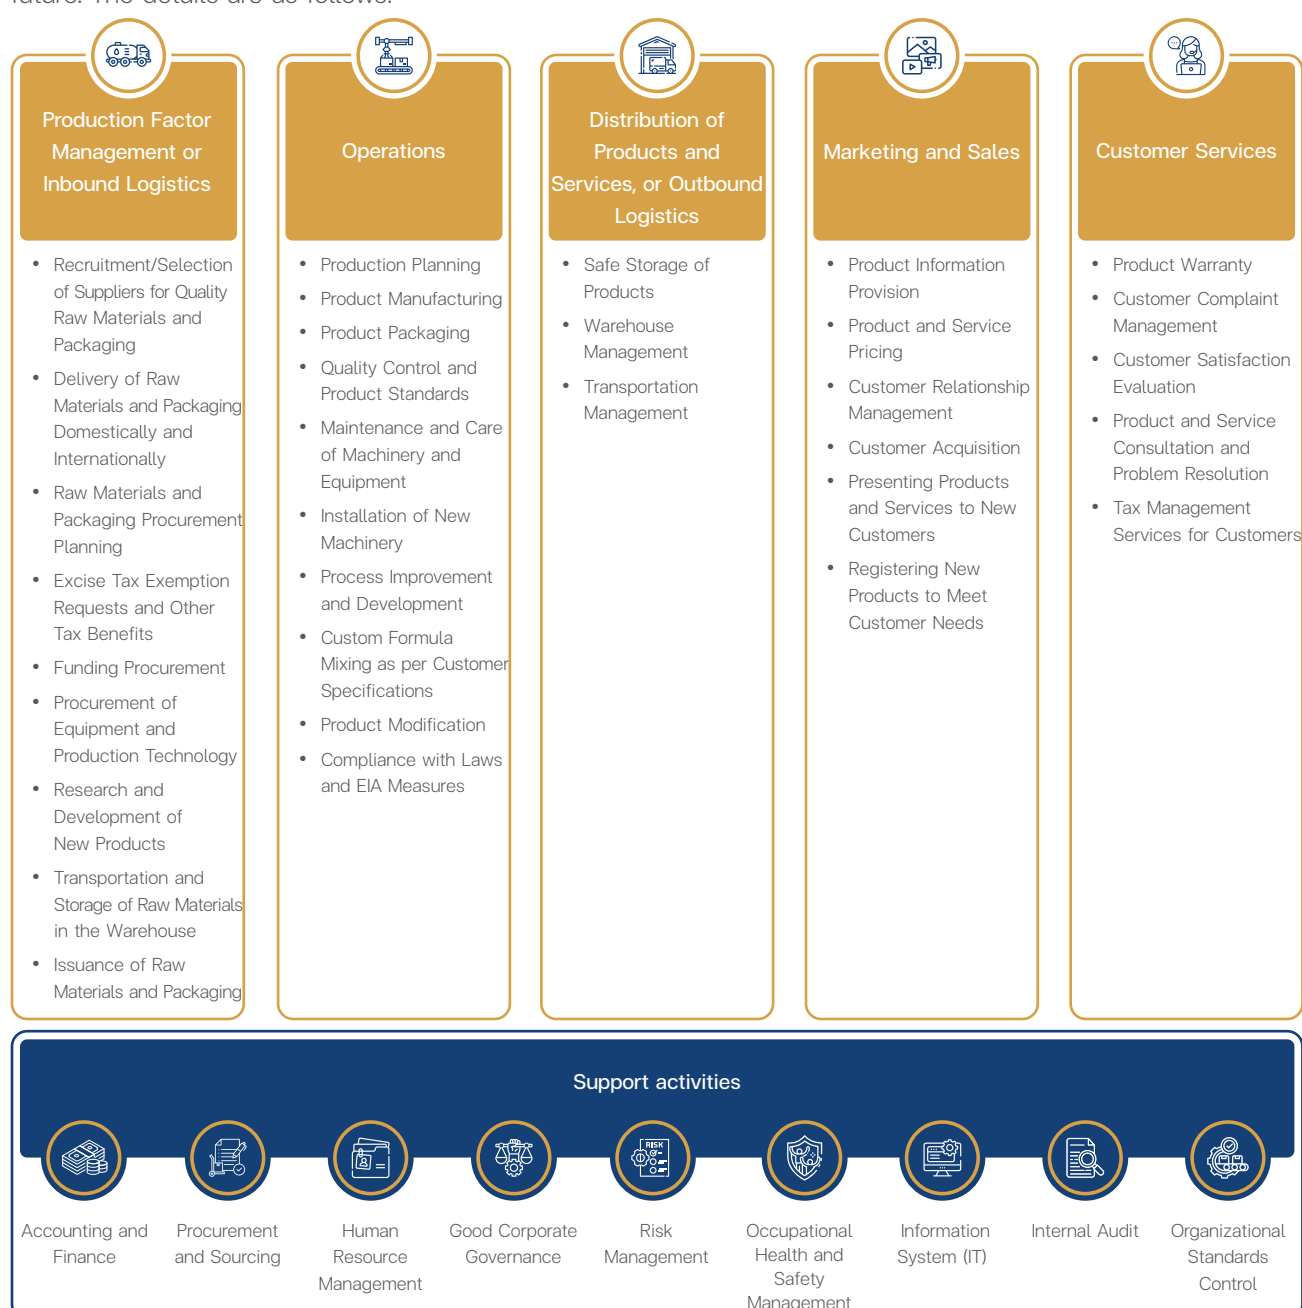 future. The details are as follows:
Production Factor
Management or
Inbound Logistics
• Recruitment/Selection
of Suppliers for Quality
Raw Materials and
Packaging
• Delivery of Raw
Materials and Packaging
Domestically and
Internationally
• Raw Materials and
Packaging Procurement
Planning
• Excise Tax Exemption
Requests and Other
Tax Benefits
• Funding Procurement
• Procurement of
Equipment and
Production Technology
• Research and
Development of
New Products
• Transportation and
Storage of Raw Materials
in the Warehouse
• Issuance of Raw
Materials and Packaging
Operations
• Production Planning
• Product Manufacturing
• Product Packaging
• Quality Control and
Product Standards
• Maintenance and Care
of Machinery and
Equipment
• Installation of New
Machinery
• Process Improvement
and Development
• Custom Formula
Mixing as per Customer
Specifications
• Product Modification
• Compliance with Laws
and EIA Measures
Distribution of
Products and
Services, or Outbound
Logistics
• Safe Storage of
Products
• Warehouse
Management
• Transportation
Management
Marketing and Sales
• Product Information
Provision
• Product and Service
Pricing
• Customer Relationship
Management
• Customer Acquisition
• Presenting Products
and Services to New
Customers
• Registering New
Products to Meet
Customer Needs
Customer Services
• Product Warranty
• Customer Complaint
Management
• Customer Satisfaction
Evaluation
• Product and Service
Consultation and
Problem Resolution
• Tax Management
Services for Customers
Support activities
Accounting and
Finance
Procurement
and Sourcing
Human
Resource
Management
Good Corporate
Governance
RISK
Risk
Management
Occupational
Health and
Safety
Management
Information
System (IT)
Internal Audit
Organizational
Standards
Control